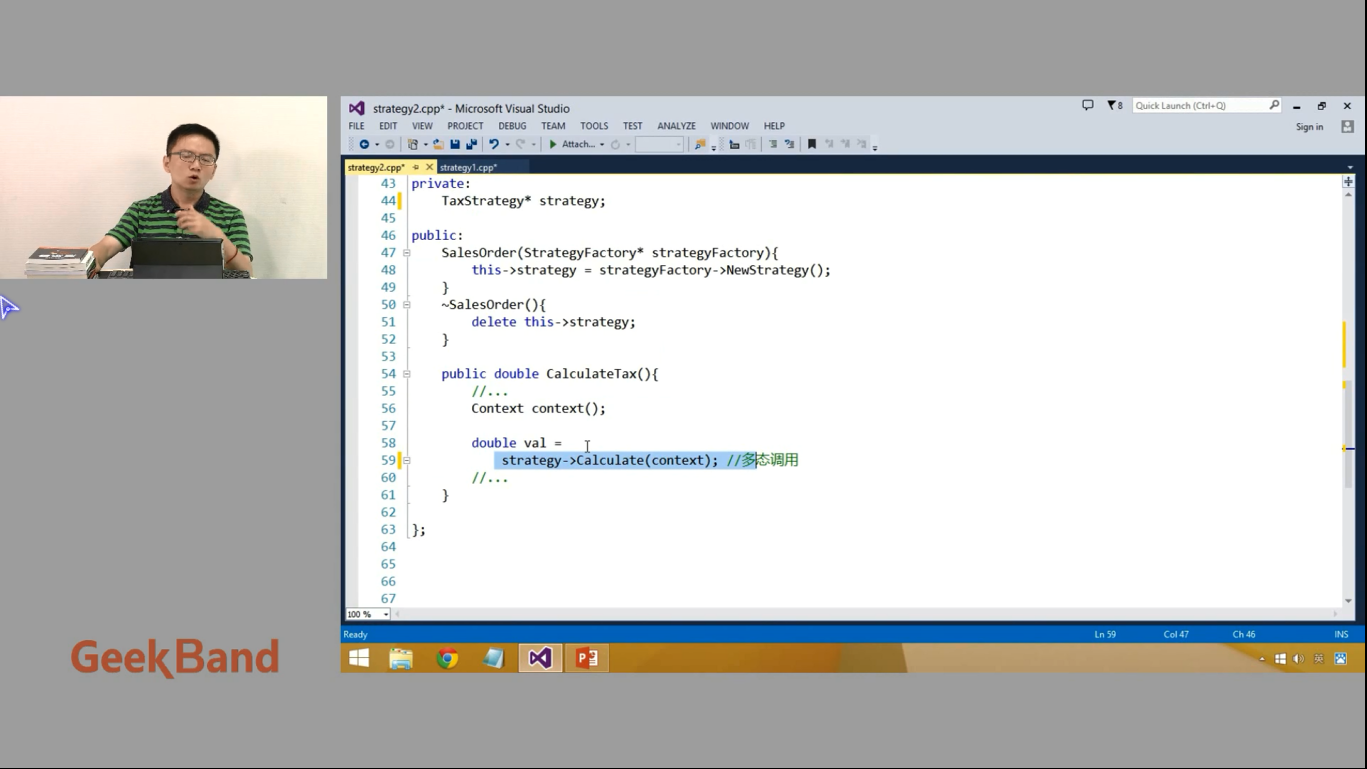 strategy2.cpp* - Microsoft Visual Studio
8
Quick Launch (Ctrl+Q)
FILE EDIT VIEW PROJECT DEBUG TEAM TOOLS TEST ANALYZE WINDOW HELP
Sign in
Attach...
strategy2.cpp* strategy1.cpp*
43 private:
44 TaxStrategy* strategy;
45
46 public:
47 SalesOrder(StrategyFactory* strategyFactory){
48 this->strategy = strategyFactory->NewStrategy();
49 }
50 ~SalesOrder(){
51 delete this->strategy;
52 }
53
54 public double CalculateTax(){
55 //...
56 Context context();
57
58 double val =
59 strategy->Calculate(context); //多态调用
60 //...
61 }
62
63 };
64
65
66
67
100 %
Ready Ln 59 Col 47 Ch 46 INS
英
GeekBand